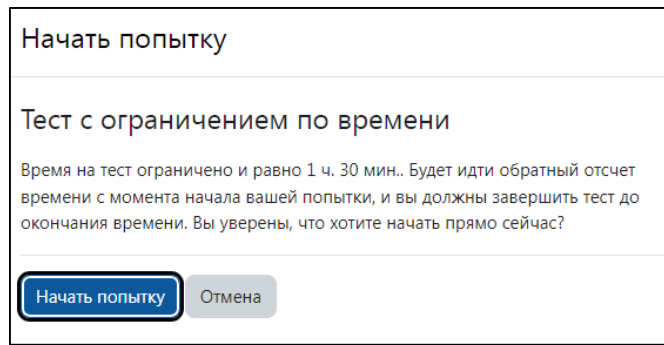 Начать попытку
Тест с ограничением по времени
Время на тест ограничено и равно 1 ч. 30 мин.. Будет идти обратный отсчет
времени с момента начала вашей попытки, и вы должны завершить тест до
окончания времени. Вы уверены, что хотите начать прямо сейчас?
Начать попытку Отмена